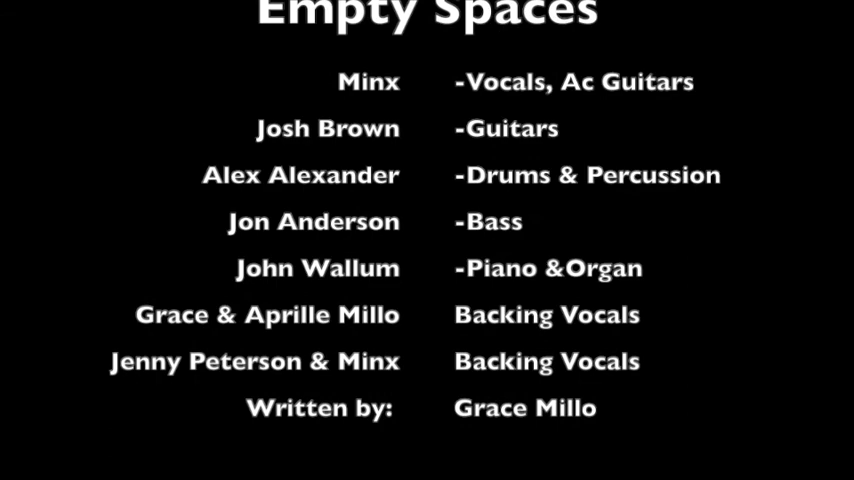 Empty Spaces
Minx -Vocals, Ac Guitars
Josh Brown -Guitars
Alex Alexander -Drums & Percussion
Jon Anderson -Bass
John Wallum -Piano &Organ
Grace & Aprille Millo Backing Vocals
Jenny Peterson & Minx Backing Vocals
Written by: Grace Millo